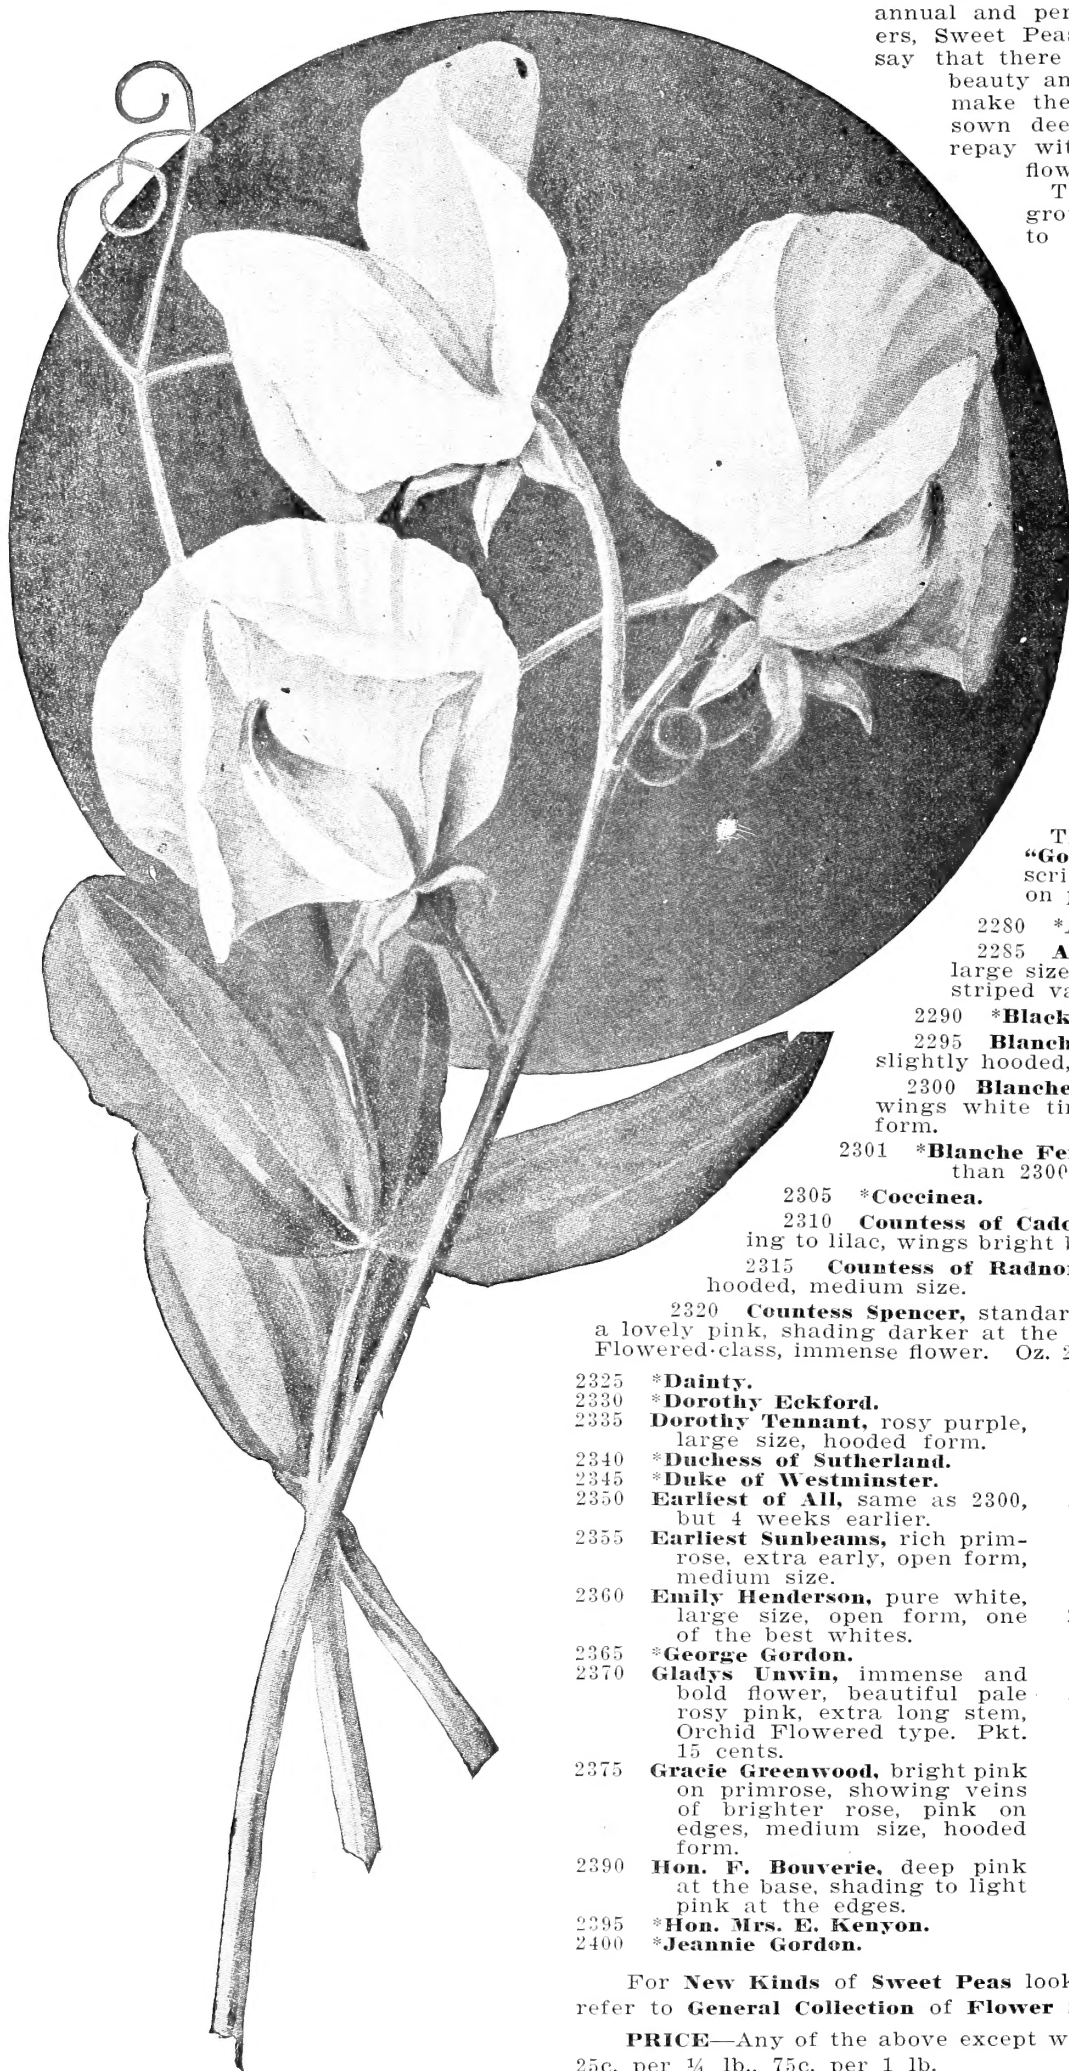 annual and per
ers, Sweet Peas
say that there
beauty an
make the
sown dee
repay wit
flow
T
gro
to
T
"Go
scri
on
2280 *
2285 A
large size
striped va
2290 *Black
2295 Blanch
slightly hooded,
2300 Blanche
wings white tin
form.
2301 *Blanche Fe
than 2300
2305 *Coccinea.
2310 Countess of Cado
ing to lilac, wings bright b
2315 Countess of Radno
hooded, medium size.
2320 Countess Spencer, standar
a lovely pink, shading darker at the
Flowered class, immense flower. Oz. 2
2325 *Dainty.
2330 *Dorothy Eckford.
2335 Dorothy Tennant, rosy purple,
large size, hooded form.
2340 *Duchess of Sutherland.
2345 *Duke of Westminster.
2350 Earliest of All, same as 2300,
but 4 weeks earlier.
2355 Earliest Sunbeams, rich prim-
rose, extra early, open form,
medium size.
2360 Emily Henderson, pure white,
large size, open form, one
of the best whites.
2365 *George Gordon.
2370 Gladys Unwin, immense and
bold flower, beautiful pale
rosy pink, extra long stem,
Orchid Flowered type. Pkt.
15 cents.
2375 Gracie Greenwood, bright pink
on primrose, showing veins
of brighter rose, pink on
edges, medium size, hooded
form.
2390 Hon. F. Bouverie, deep pink
at the base, shading to light
pink at the edges.
2395 *Hon. Mrs. E. Kenyon.
2400 *Jeannie Gordon.
For New Kinds of Sweet Peas look
refer to General Collection of Flower
PRICE—Any of the above except w
25c. per ¼ lb., 75c. per 1 lb.